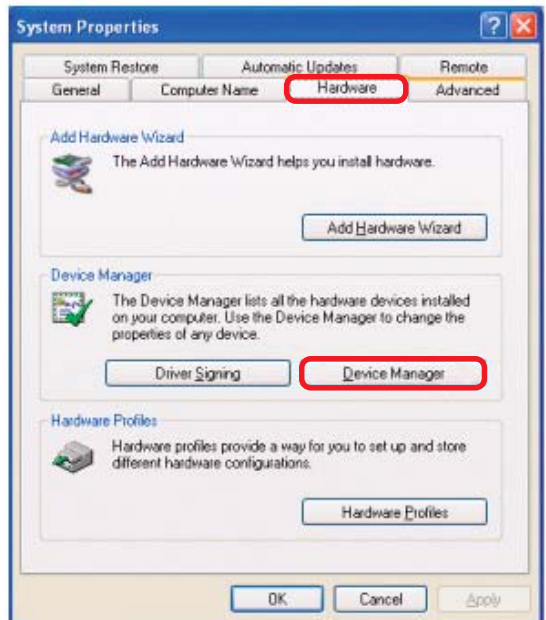 System Properties
System Restore Automatic Updates Remote
General Computer Name Hardware Advanced
Add Hardware Wizard
The Add Hardware Wizard helps you install hardware.
Add Hardware Wizard
Device Manager
The Device Manager lists all the hardware devices installed
on your computer. Use the Device Manager to change the
properties of any device.
Driver Signing Device Manager
Hardware Profiles
Hardware profiles provide a way for you to set up and store
different hardware configurations.
Hardware Profiles
OK Cancel Apply